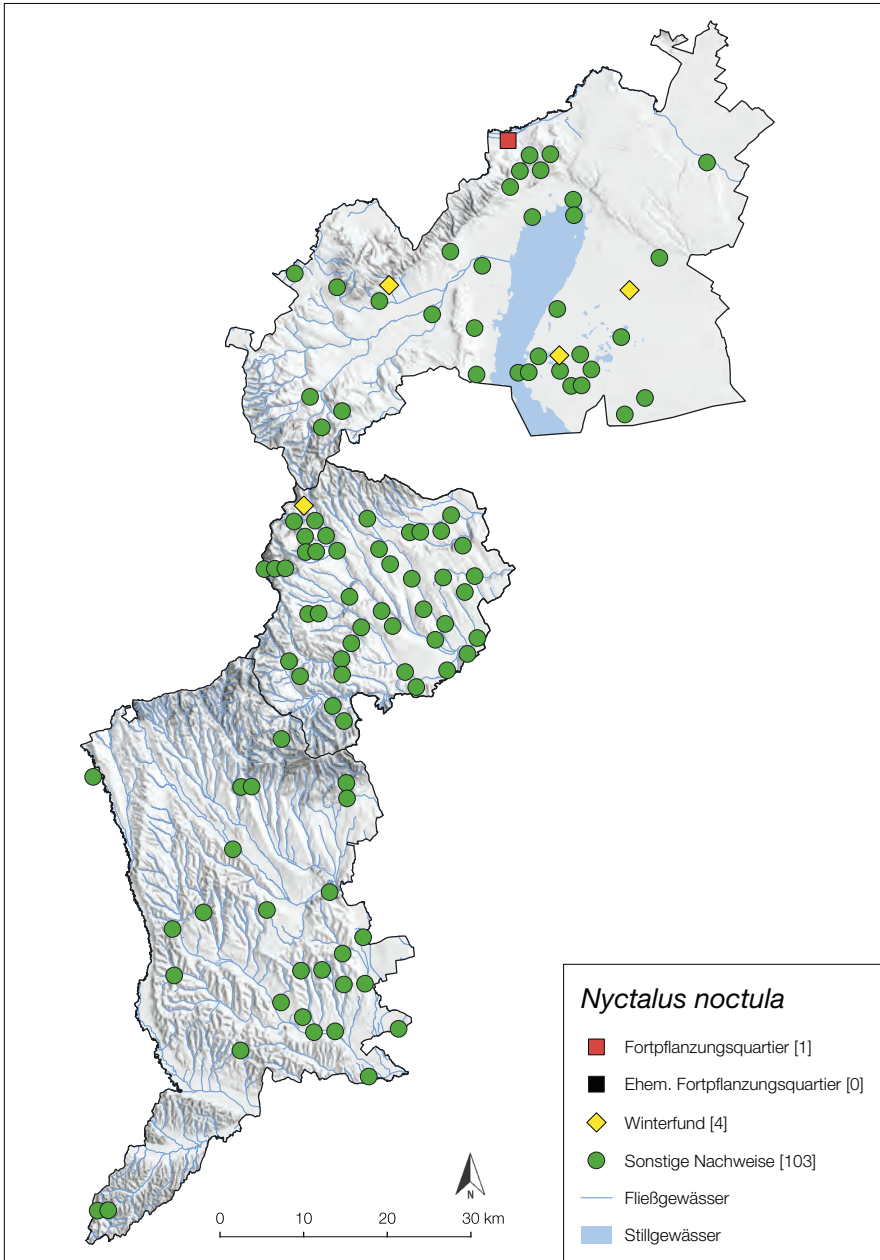 Nyctalus noctula
Fortpflanzungsquartier [1]
Ehem. Fortpflanzungsquartier [0]
Winterfund [4]
Sonstige Nachweise [103]
Fließgewässer
Stillgewässer
N
0 10 20 30 km